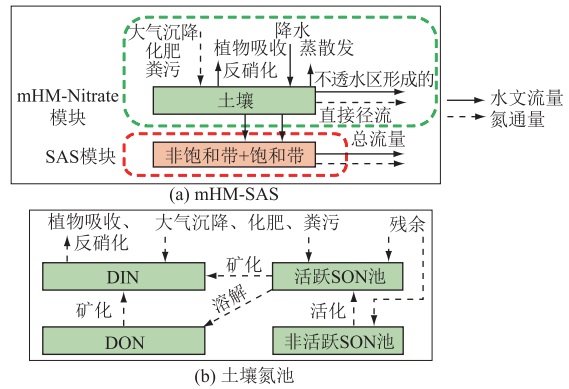 大气沉降
化肥
粪污
植物吸收
反硝化
降水
蒸散发
不透水区形成的
直接径流
土壤
mHM-Nitrate
模块
水文流量
氮通量
总流量
SAS模块
非饱和带+饱和带
(a) mHM-SAS
植物吸收、
反硝化
大气沉降、化肥、粪污
残余
DIN
矿化
活跃SON池
矿化
溶解
活化
DON
非活跃SON池
(b) 土壤氮池